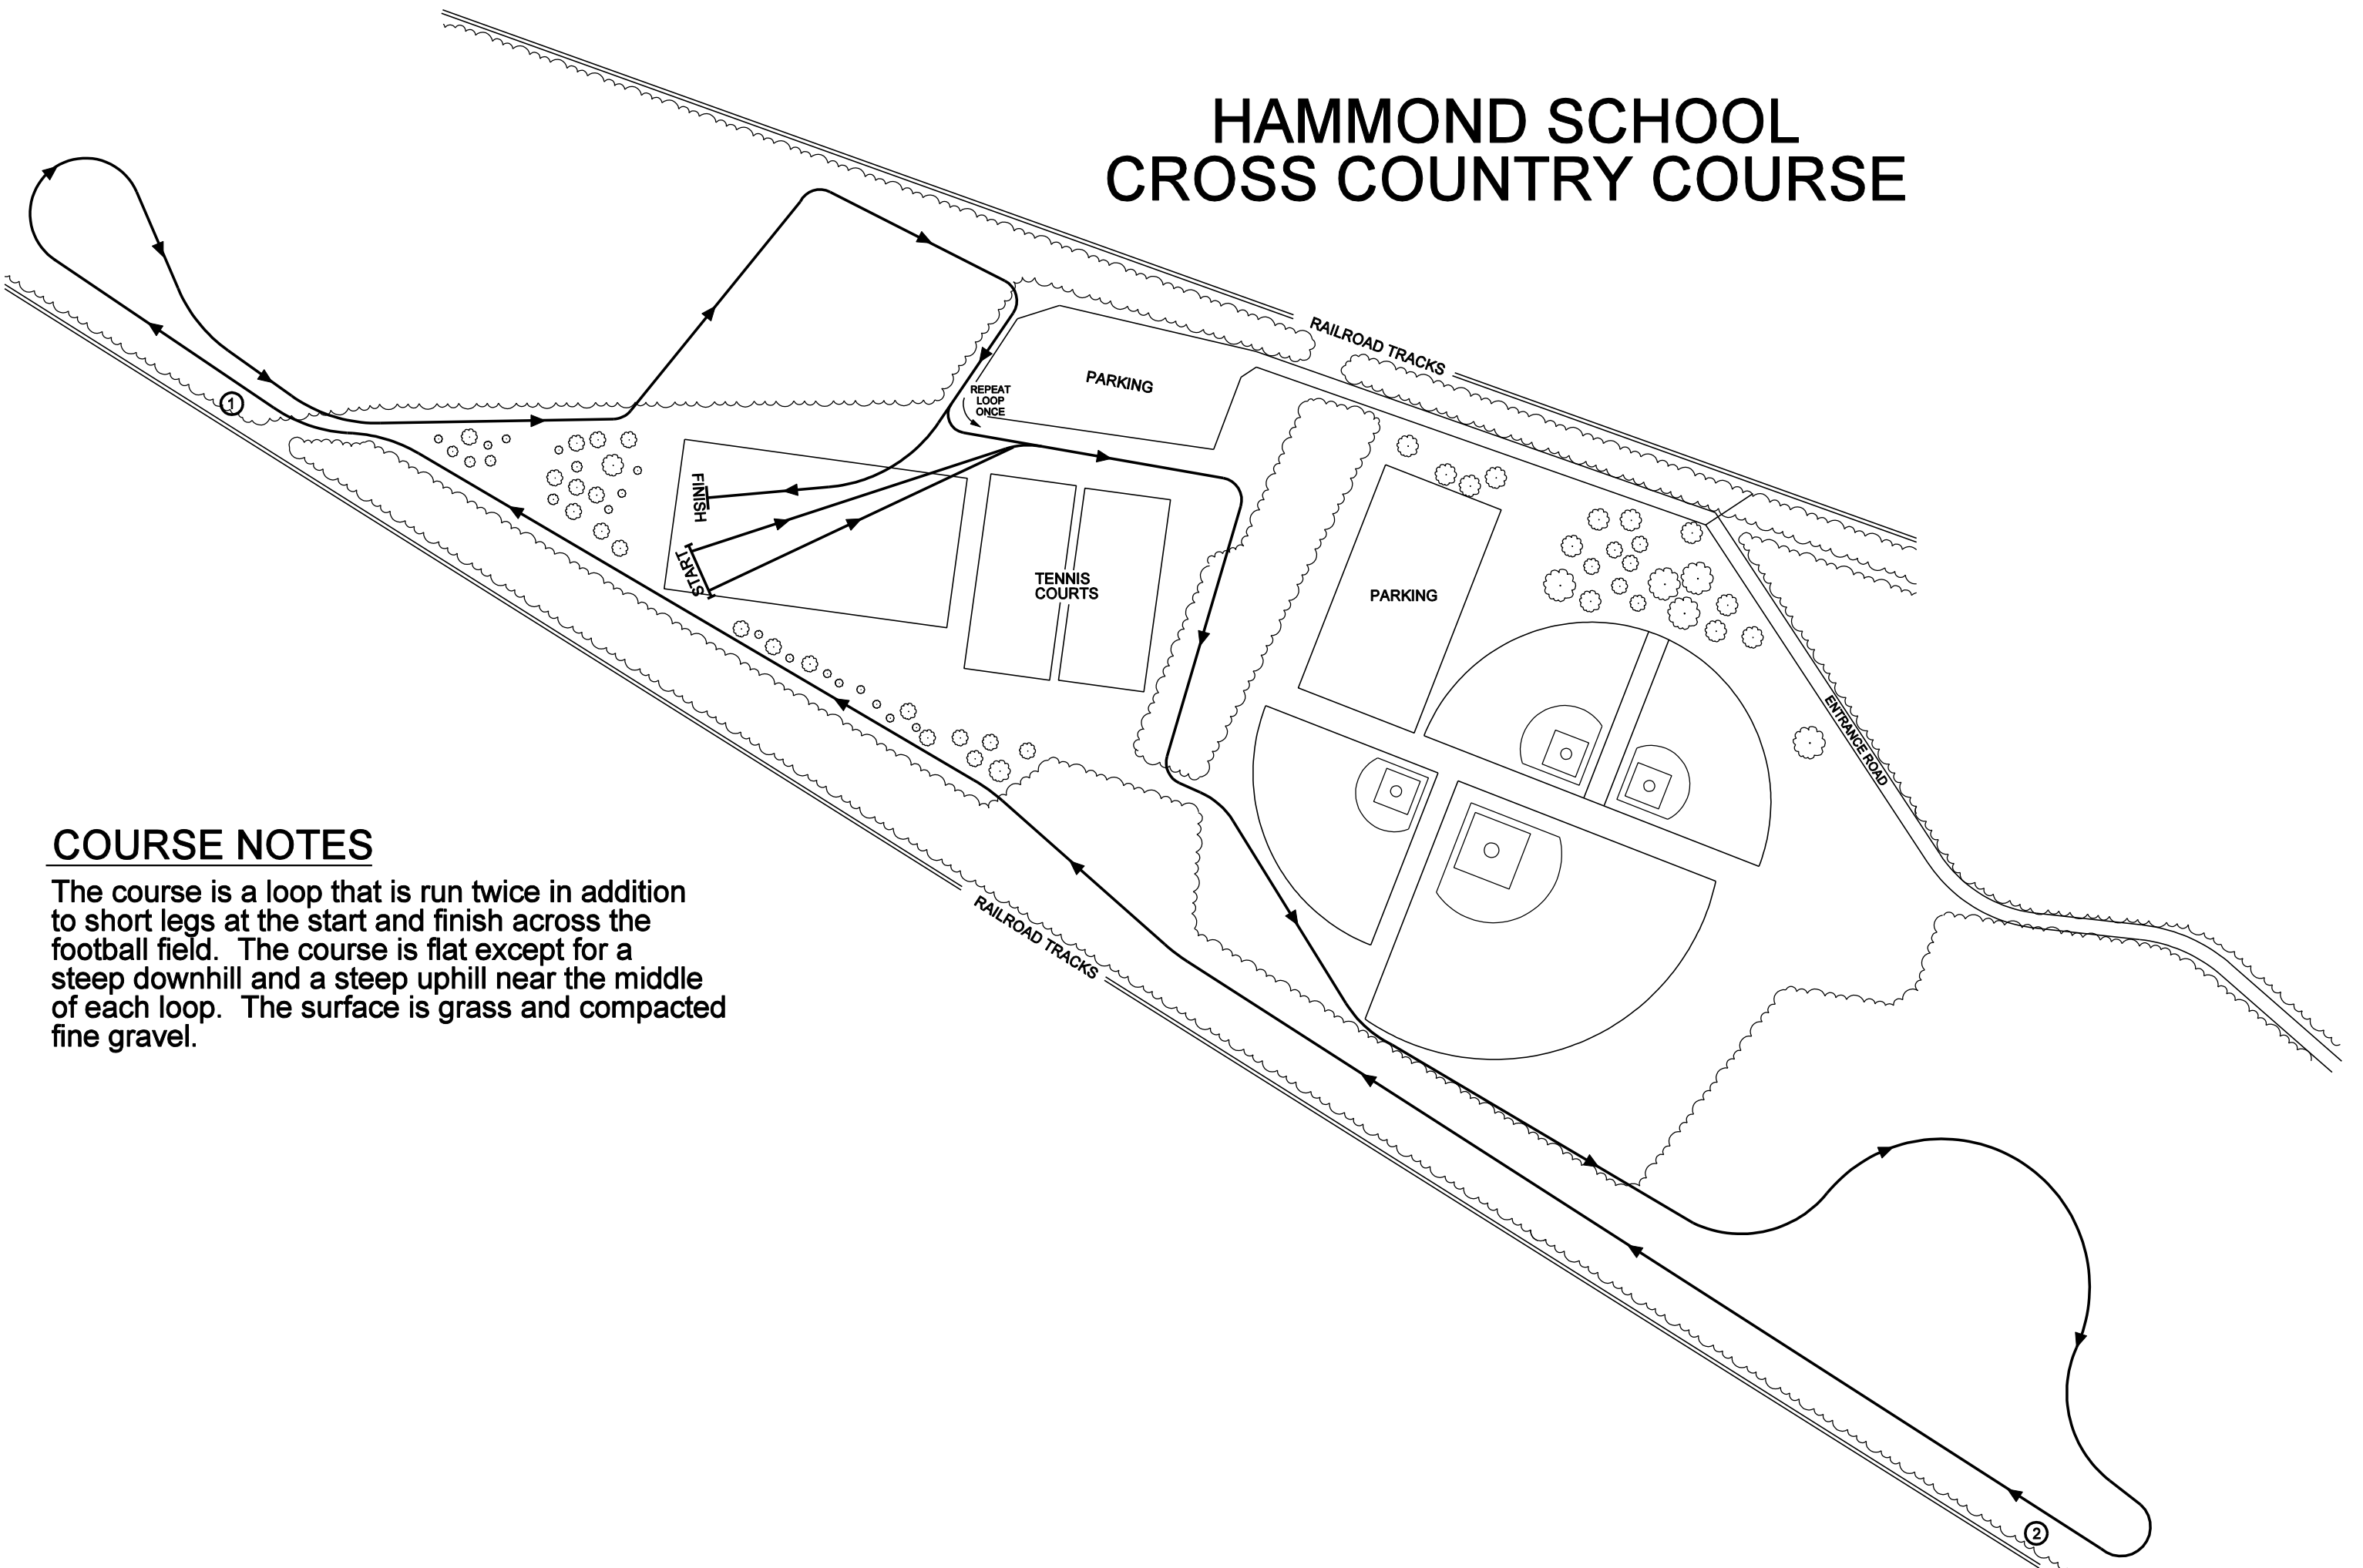 HAMMOND SCHOOL
CROSS COUNTRY COURSE
RAILROAD TRACKS
PARKING
REPEAT
LOOP
ONCE
1
FINISH
START
TENNIS
COURTS
PARKING
ENTRANCE ROAD
COURSE NOTES
The course is a loop that is run twice in addition
to short legs at the start and finish across the
football field.  The course is flat except for a
steep downhill and a steep uphill near the middle
of each loop.  The surface is grass and compacted
fine gravel.
RAILROAD TRACKS
2